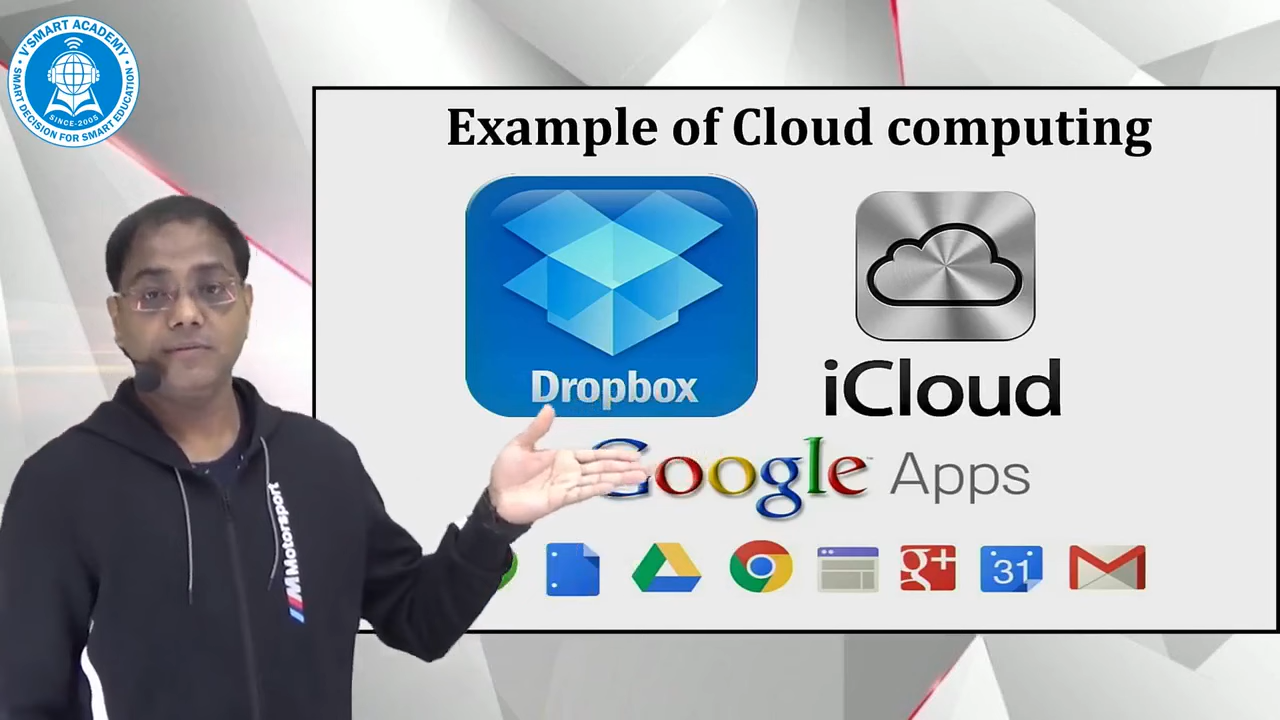 V'SMART ACADEMY
SMART DECISION FOR SMART EDUCATION
SINCE-2005
Example of Cloud computing
Dropbox
iCloud
Google Apps
g+
31
M Motorsport